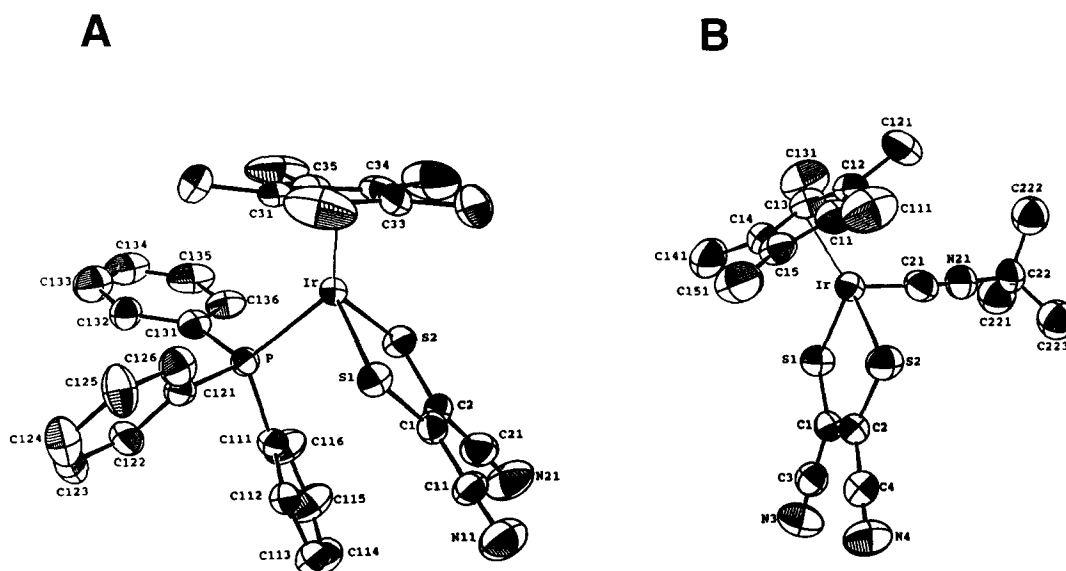 A
B
C35
C34
C31
C33
C134
C135
C133
C136
C132
C131
Ir
P
S2
S1
C126
C125
C121
C124
C122
C123
C111
C116
C112
C115
C113
C114
C2
C1
C21
C11
N21
N11
C121
C131
C12
C222
C13
C111
C14
C11
C21
N21
C22
C141
C15
C151
Ir
C221
C223
S1
S2
C1
C2
C3
C4
N3
N4